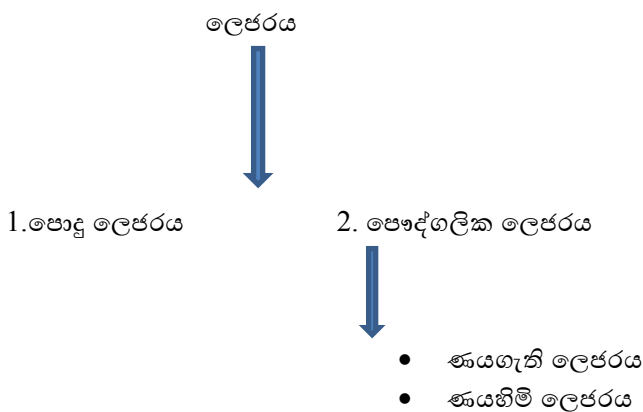 ලෙජරය
1.පොදු ලෙජරය 2. පෞද්ගලික ලෙජරය
● ණයගැති ලෙජරය
● ණයහිමි ලෙජරය